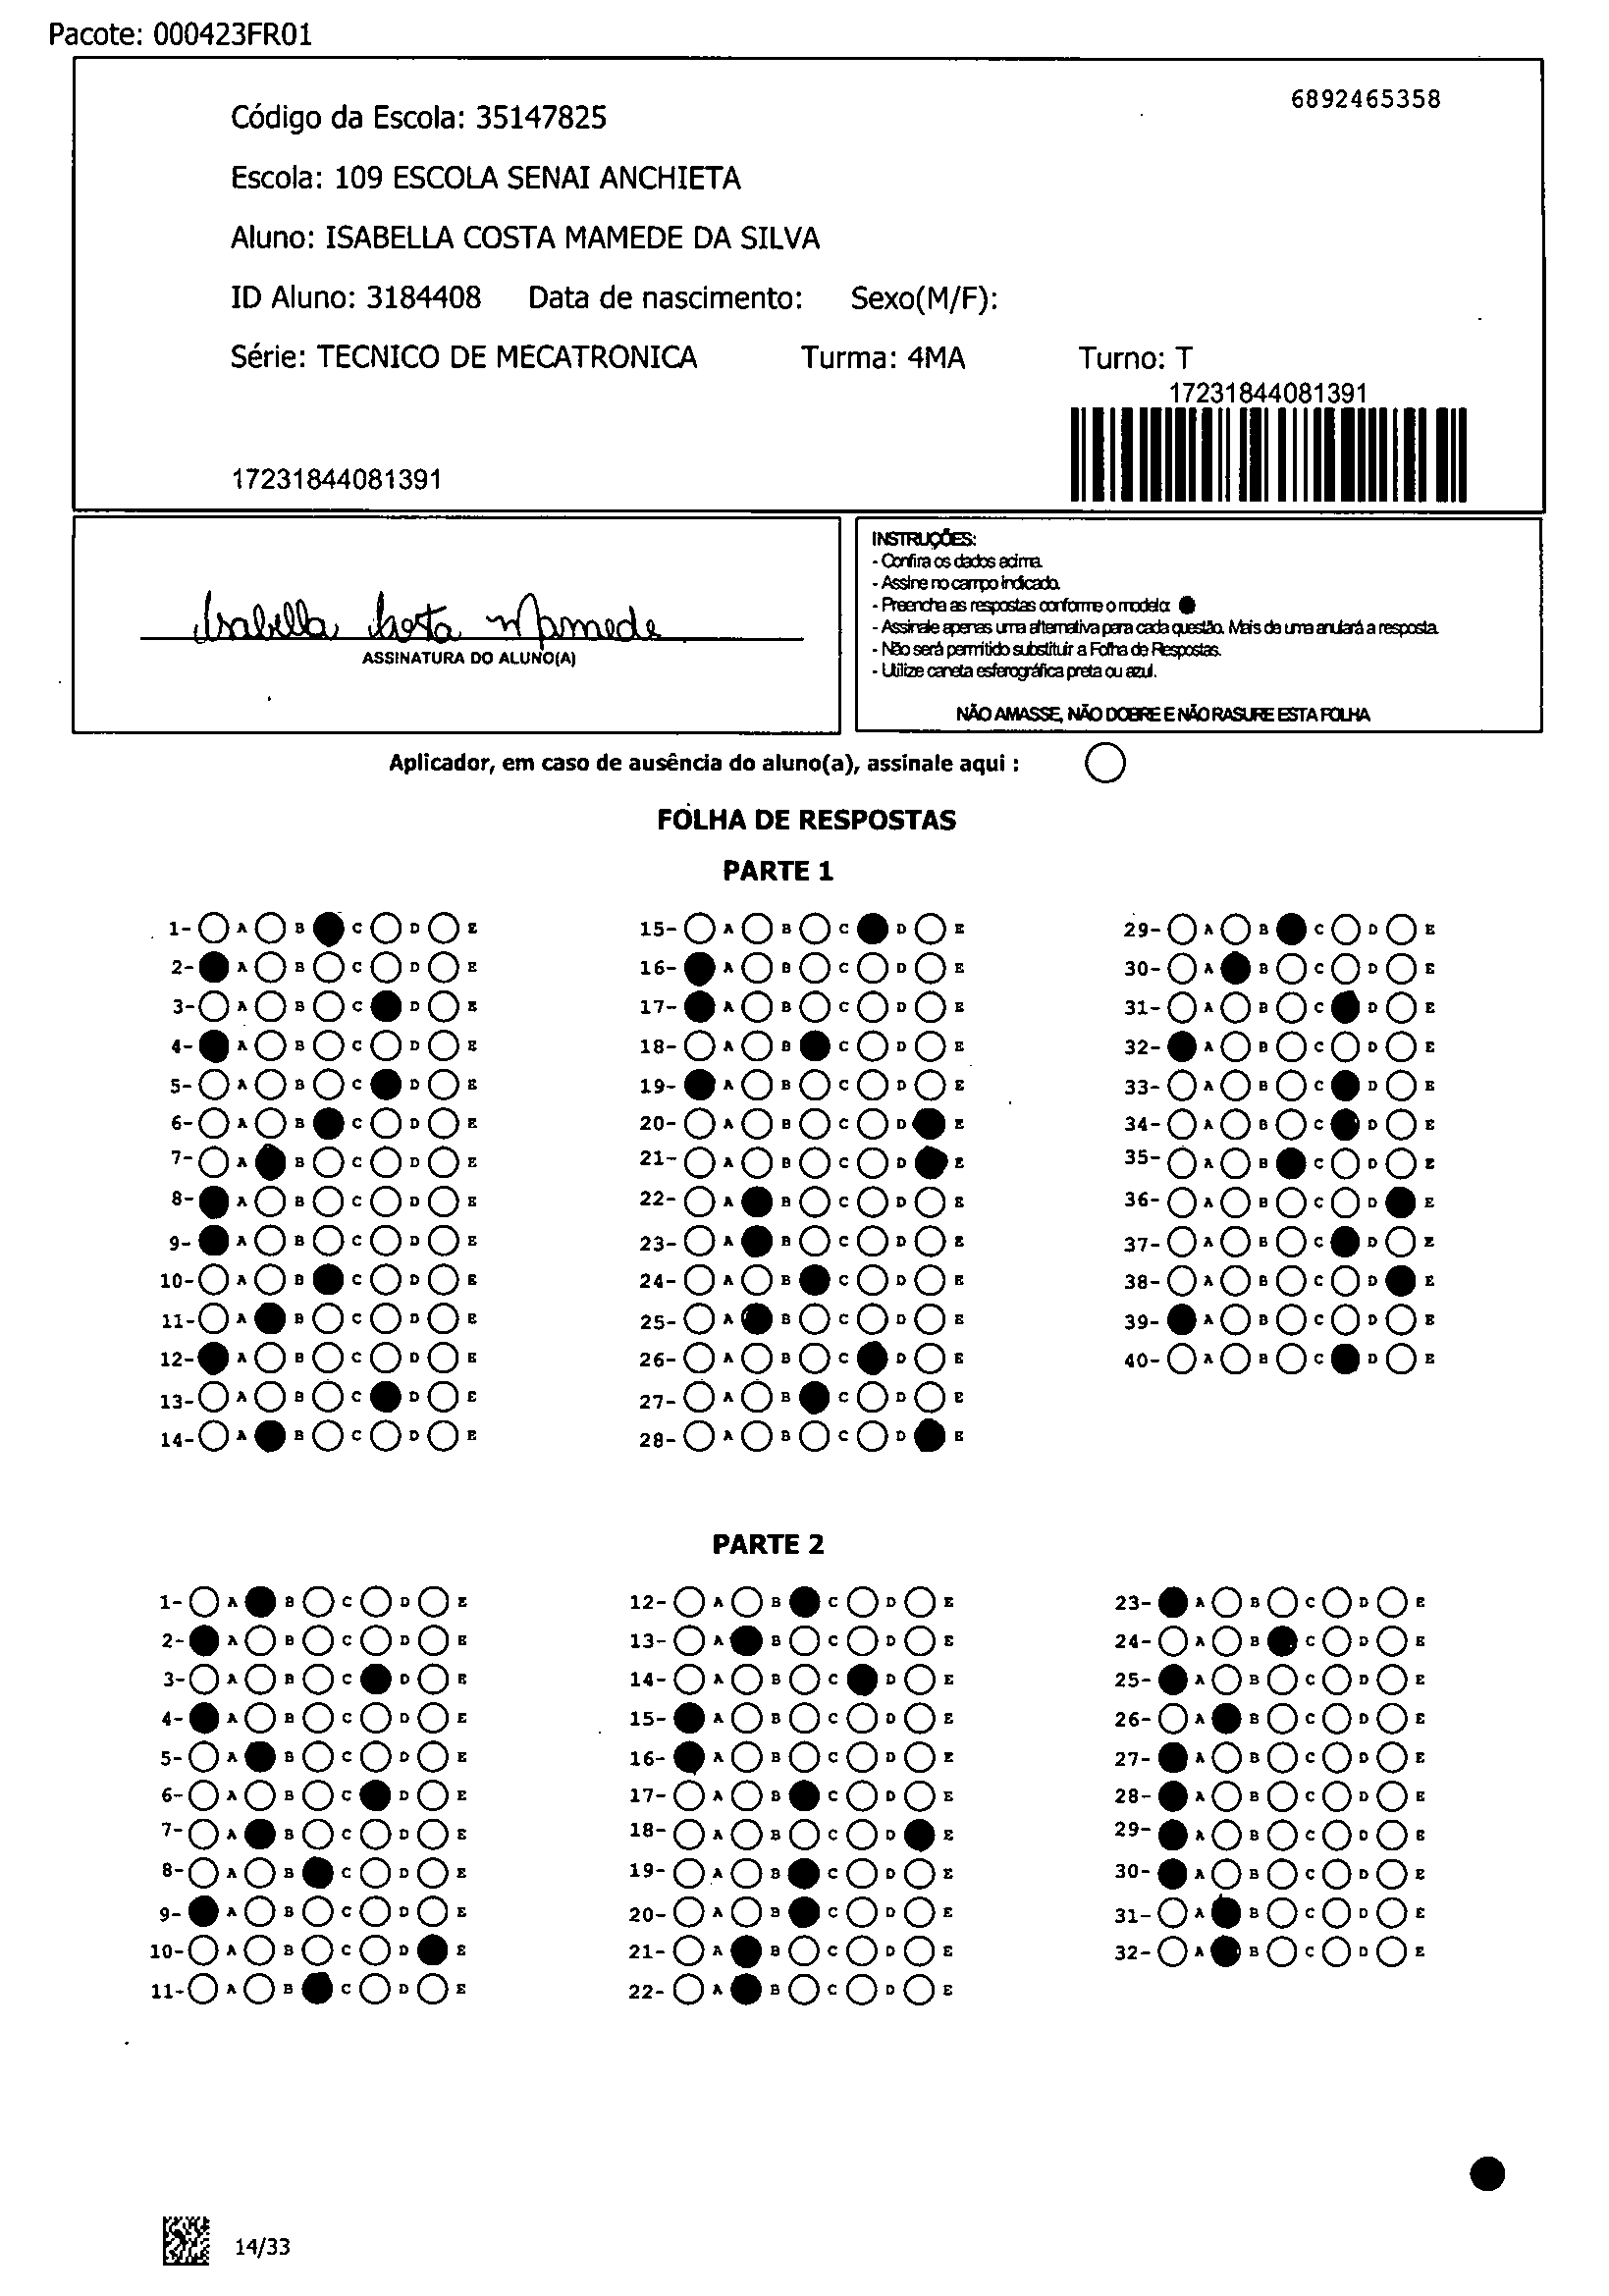 Pacote: 000423FR01
6892465358
Código da Escola: 35147825
Escola: 109 ESCOLA SENAI ANCHIETA
Aluno: ISABELLA COSTA MAMEDE DA SILVA
ID Aluno: 3184408 Data de nascimento: Sexo(M/F):
Série: TECNICO DE MECATRONICA Turma: 4MA Turno: T
17231844081391
17231844081391
Isabella Costa Mamede
ASSINATURA DO ALUNO(A)
INSTRUÇÕES:
- Confira os dados acima.
- Assine no campo indicado.
- Preencha as respostas conforme o modelo:
- Assinale apenas uma alternativa para cada questão. Mais de uma anulará a resposta.
- Não será permitido substituir a Folha de Respostas.
- Utilize caneta esferográfica preta ou azul.
NÃO AMASSE, NÃO DOBRE E NÃO RASURE ESTA FOLHA
Aplicador, em caso de ausência do aluno(a), assinale aqui :
FOLHA DE RESPOSTAS
PARTE 1
1- A B C D E 15- A B C D E 29- A B C D E
2- A B C D E 16- A B C D E 30- A B C D E
3- A B C D E 17- A B C D E 31- A B C D E
4- A B C D E 18- A B C D E 32- A B C D E
5- A B C D E 19- A B C D E 33- A B C D E
6- A B C D E 20- A B C D E 34- A B C D E
7- A B C D E 21- A B C D E 35- A B C D E
8- A B C D E 22- A B C D E 36- A B C D E
9- A B C D E 23- A B C D E 37- A B C D E
10- A B C D E 24- A B C D E 38- A B C D E
11- A B C D E 25- A B C D E 39- A B C D E
12- A B C D E 26- A B C D E 40- A B C D E
13- A B C D E 27- A B C D E
14- A B C D E 28- A B C D E
PARTE 2
1- A B C D E 12- A B C D E 23- A B C D E
2- A B C D E 13- A B C D E 24- A B C D E
3- A B C D E 14- A B C D E 25- A B C D E
4- A B C D E 15- A B C D E 26- A B C D E
5- A B C D E 16- A B C D E 27- A B C D E
6- A B C D E 17- A B C D E 28- A B C D E
7- A B C D E 18- A B C D E 29- A B C D E
8- A B C D E 19- A B C D E 30- A B C D E
9- A B C D E 20- A B C D E 31- A B C D E
10- A B C D E 21- A B C D E 32- A B C D E
11- A B C D E 22- A B C D E
14/33